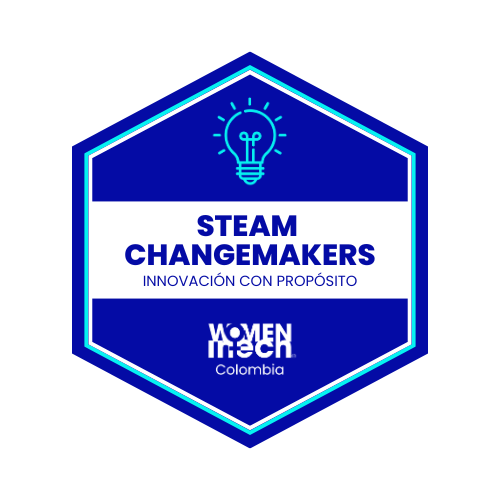 STEAM
CHANGEMAKERS
INNOVACIÓN CON PROPÓSITO
WOMEN
in tech®
Colombia